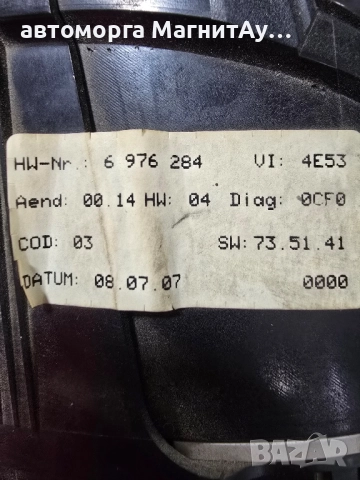 автоморга МагнитАу...
HW-Nr.: 6 976 284 VI: 4E53
Aend: 00.14 HW: 04 Diag: 0CF0
COD: 03 SW: 73.51.41
DATUM: 08.07.07 0000
BAZAR